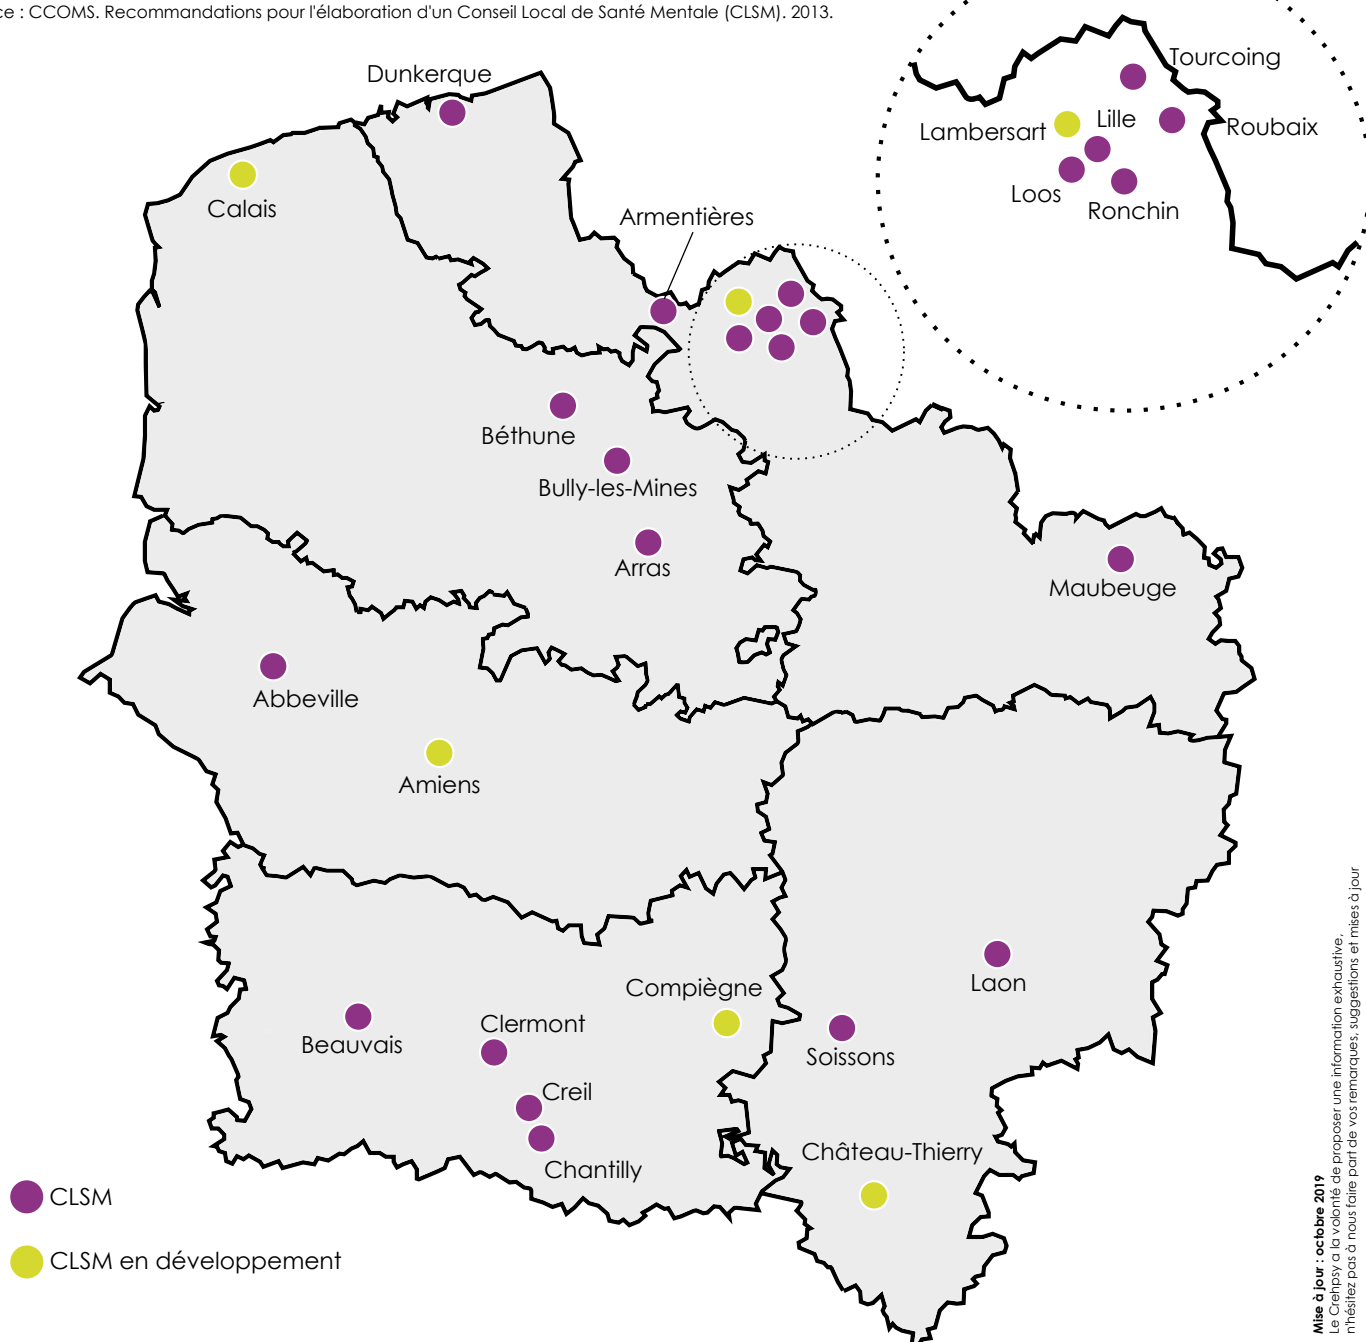 : CCOMS. Recommandations pour l'élaboration d'un Conseil Local de Santé Mentale (CLSM). 2013.
Dunkerque
Tourcoing
Lille
Lambersart
Roubaix
Loos
Ronchin
Calais
Armentières
Béthune
Bully-les-Mines
Arras
Maubeuge
Abbeville
Amiens
Compiègne
Laon
Clermont
Beauvais
Soissons
Creil
Château-Thierry
Chantilly
CLSM
CLSM en développement
Mise à jour : octobre 2019
Le Crehpsy a la volonté de proposer une information exhaustive,
n'hésitez pas à nous faire part de vos remarques, suggestions et mises à jour